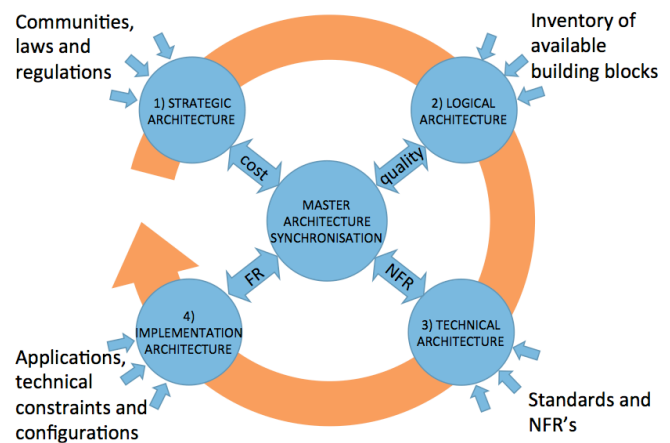 Communities,
laws and
regulations
Inventory of
available
building blocks
1) STRATEGIC
ARCHITECTURE
2) LOGICAL
ARCHITECTURE
cost
quality
MASTER
ARCHITECTURE
SYNCHRONISATION
FR
NFR
4)
IMPLEMENTATION
ARCHITECTURE
3) TECHNICAL
ARCHITECTURE
Applications,
technical
constraints and
configurations
Standards and
NFR's